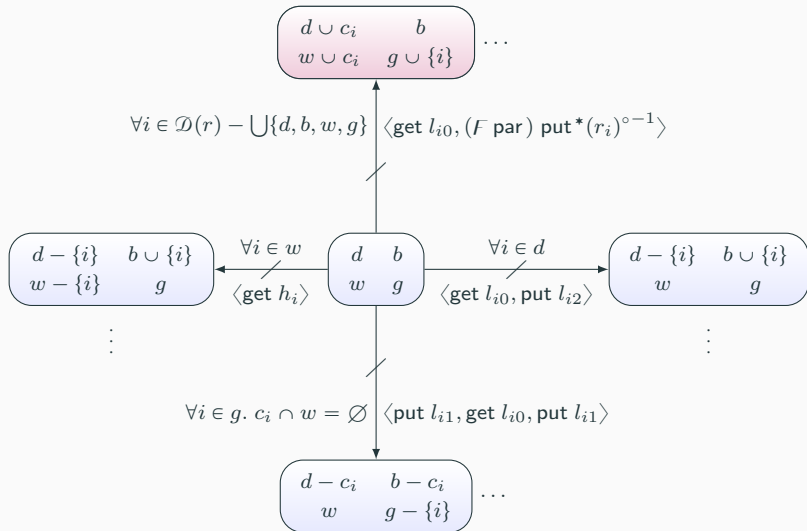 d ∪ c_i b
w ∪ c_i g ∪ {i} ⋯
∀i ∈ 𝒟(r) − ⋃{d, b, w, g} ⟨get l_{i0}, (F par) put*(r_i)^{∘−1}⟩
d − {i} b ∪ {i}
w − {i} g
⋮
∀i ∈ w
⟨get h_i⟩
d b
w g
∀i ∈ d
⟨get l_{i0}, put l_{i2}⟩
d − {i} b ∪ {i}
w g
⋮
∀i ∈ g. c_i ∩ w = ∅ ⟨put l_{i1}, get l_{i0}, put l_{i1}⟩
d − c_i b − c_i
w g − {i} ⋯